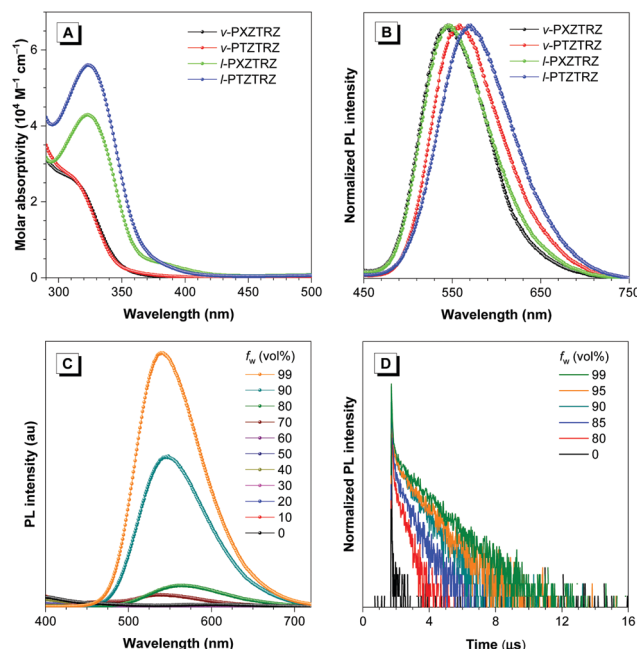 A
v-PXZTRZ
v-PTZTRZ
l-PXZTRZ
l-PTZTRZ
Molar absorptivity (10⁴ M⁻¹ cm⁻¹)
6
4
2
0
300
350
400
450
500
Wavelength (nm)
B
v-PXZTRZ
v-PTZTRZ
l-PXZTRZ
l-PTZTRZ
Normalized PL intensity
450
550
650
750
Wavelength (nm)
C
fw (vol%)
99
90
80
70
60
50
40
30
20
10
0
PL intensity (au)
400
500
600
700
Wavelength (nm)
D
fw (vol%)
99
95
90
85
80
0
Normalized PL intensity
0
4
8
12
16
Time (µs)